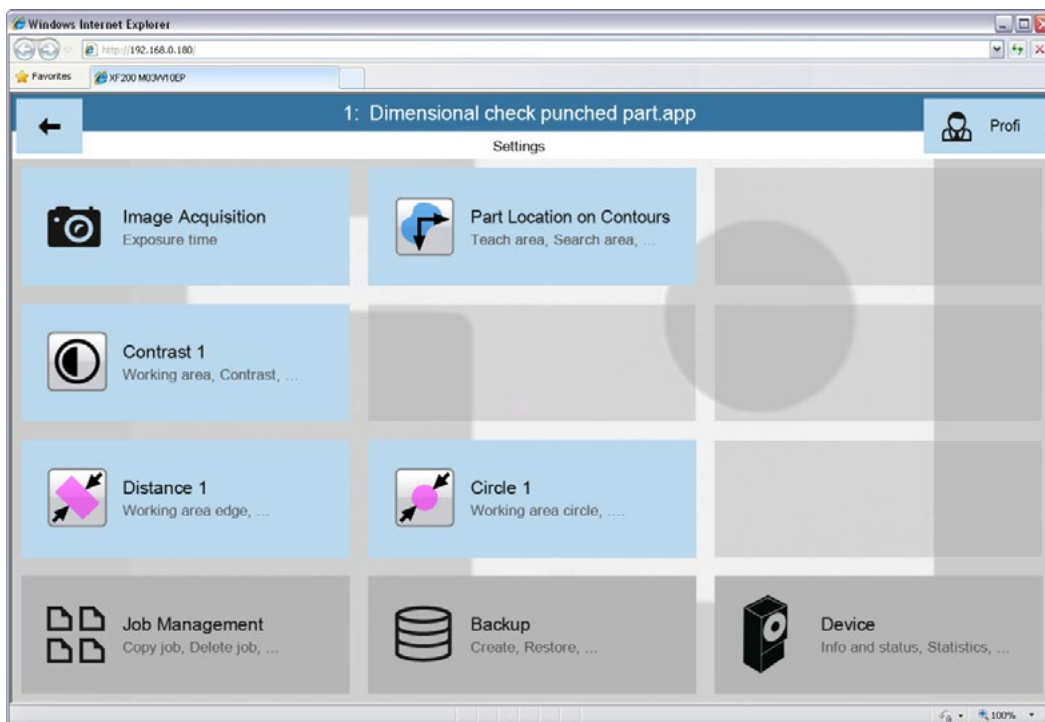 Windows Internet Explorer
http://192.168.0.180/
Favorites
XF200 M03W10EP
1: Dimensional check punched part.app
Profi
Settings
Image Acquisition
Exposure time
Part Location on Contours
Teach area, Search area, ...
Contrast 1
Working area, Contrast, ...
Distance 1
Working area edge, ...
Circle 1
Working area circle, ....
Job Management
Copy job, Delete job, ...
Backup
Create, Restore, ...
Device
Info and status, Statistics, ...
100%